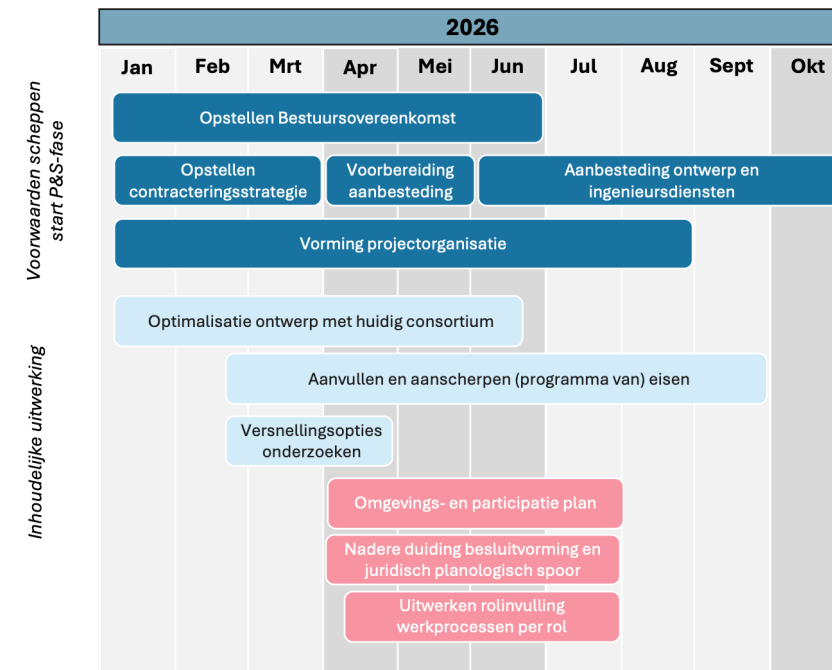 2026
Jan Feb Mrt Apr Mei Jun Jul Aug Sept Okt
Voorwaarden scheppen
start P&S-fase
Opstellen Bestuursovereenkomst
Opstellen
contracteringsstrategie
Voorbereiding
aanbesteding
Aanbesteding ontwerp en
ingenieursdiensten
Vorming projectorganisatie
Inhoudelijke uitwerking
Optimalisatie ontwerp met huidig consortium
Aanvullen en aanscherpen (programma van) eisen
Versnellingsopties
onderzoeken
Omgevings- en participatie plan
Nadere duiding besluitvorming en
juridisch planologisch spoor
Uitwerken rolinvulling
werkprocessen per rol